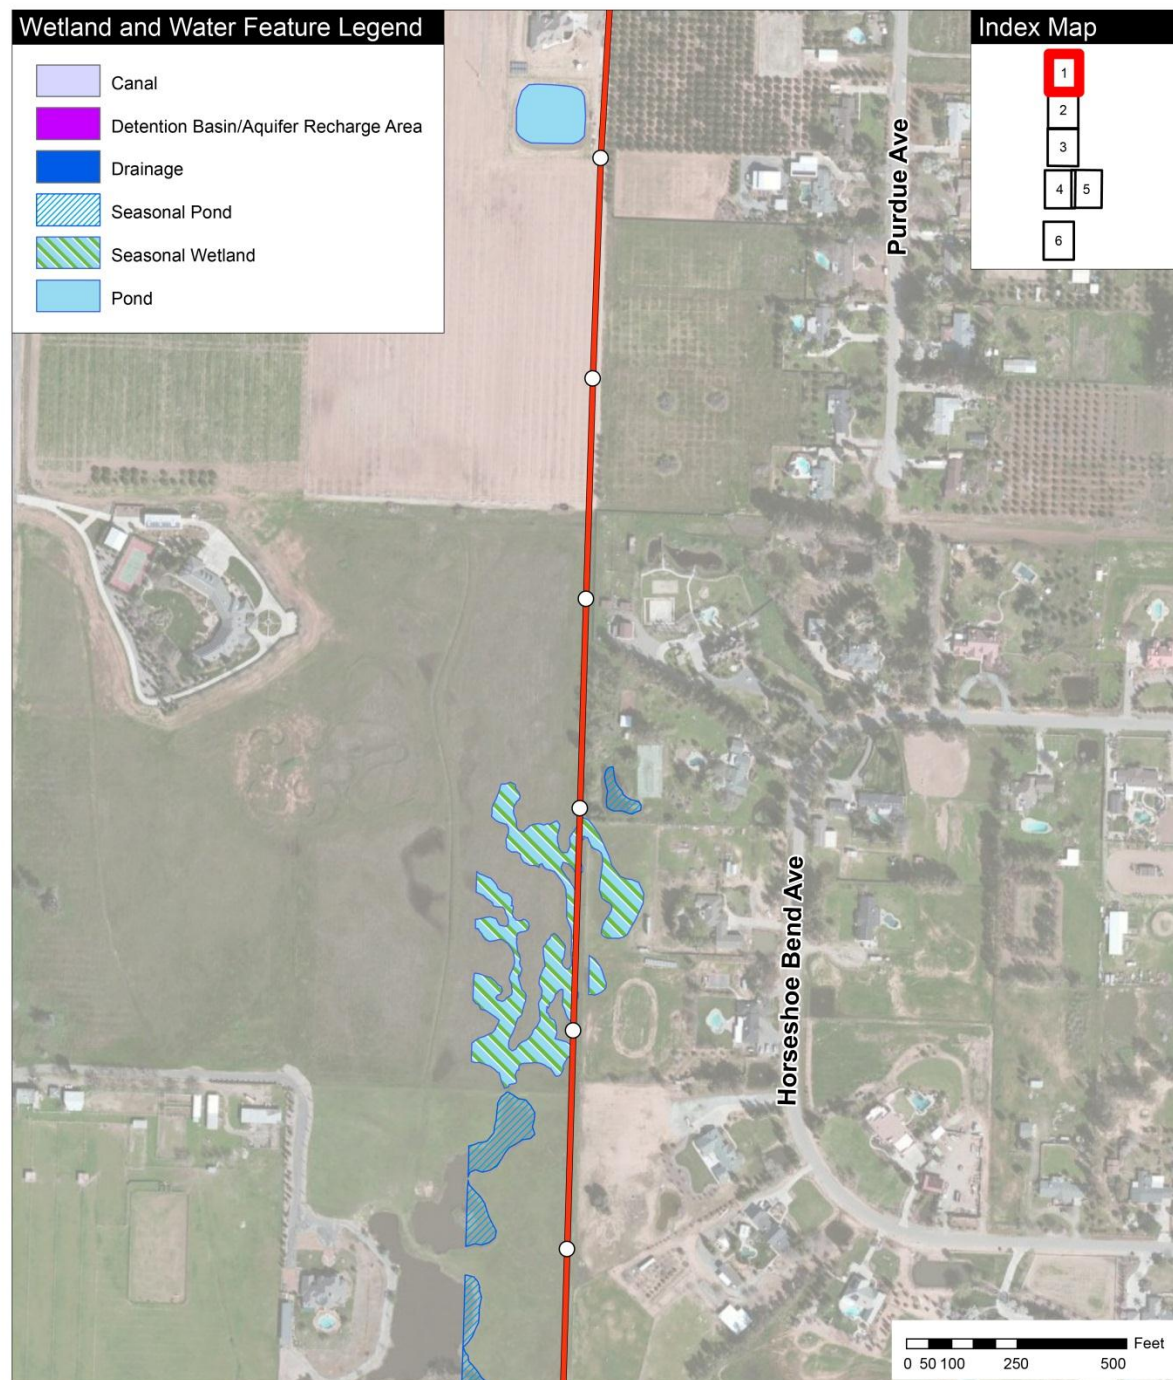 Wetland and Water Feature Legend
Canal
Detention Basin/Aquifer Recharge Area
Drainage
Seasonal Pond
Seasonal Wetland
Pond
Index Map
1
2
3
4 5
6
Purdue Ave
Horseshoe Bend Ave
Feet
0 50 100 250 500